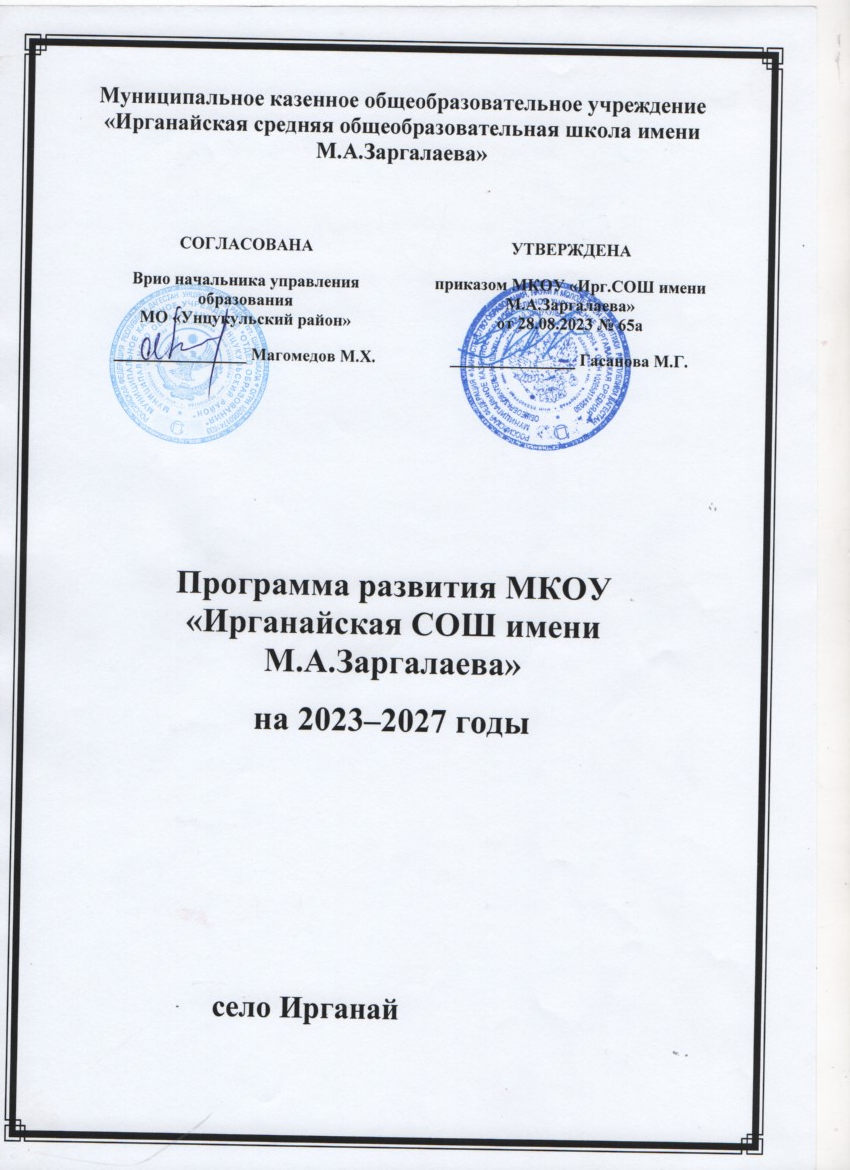 Муниципальное казенное общеобразовательное учреждение
«Ирганайская средняя общеобразовательная школа имени
М.А.Заргалаева»
СОГЛАСОВАНА
Врио начальника управления
образования
МО «Унцукульский район»
Магомедов М.Х.
УТВЕРЖДЕНА
приказом МКОУ «Ирг.СОШ имени
М.А.Заргалаева»
от 28.08.2023 № 65а
Гасанова М.Г.
Программа развития МКОУ
«Ирганайская СОШ имени
М.А.Заргалаева»
на 2023–2027 годы
село Ирганай